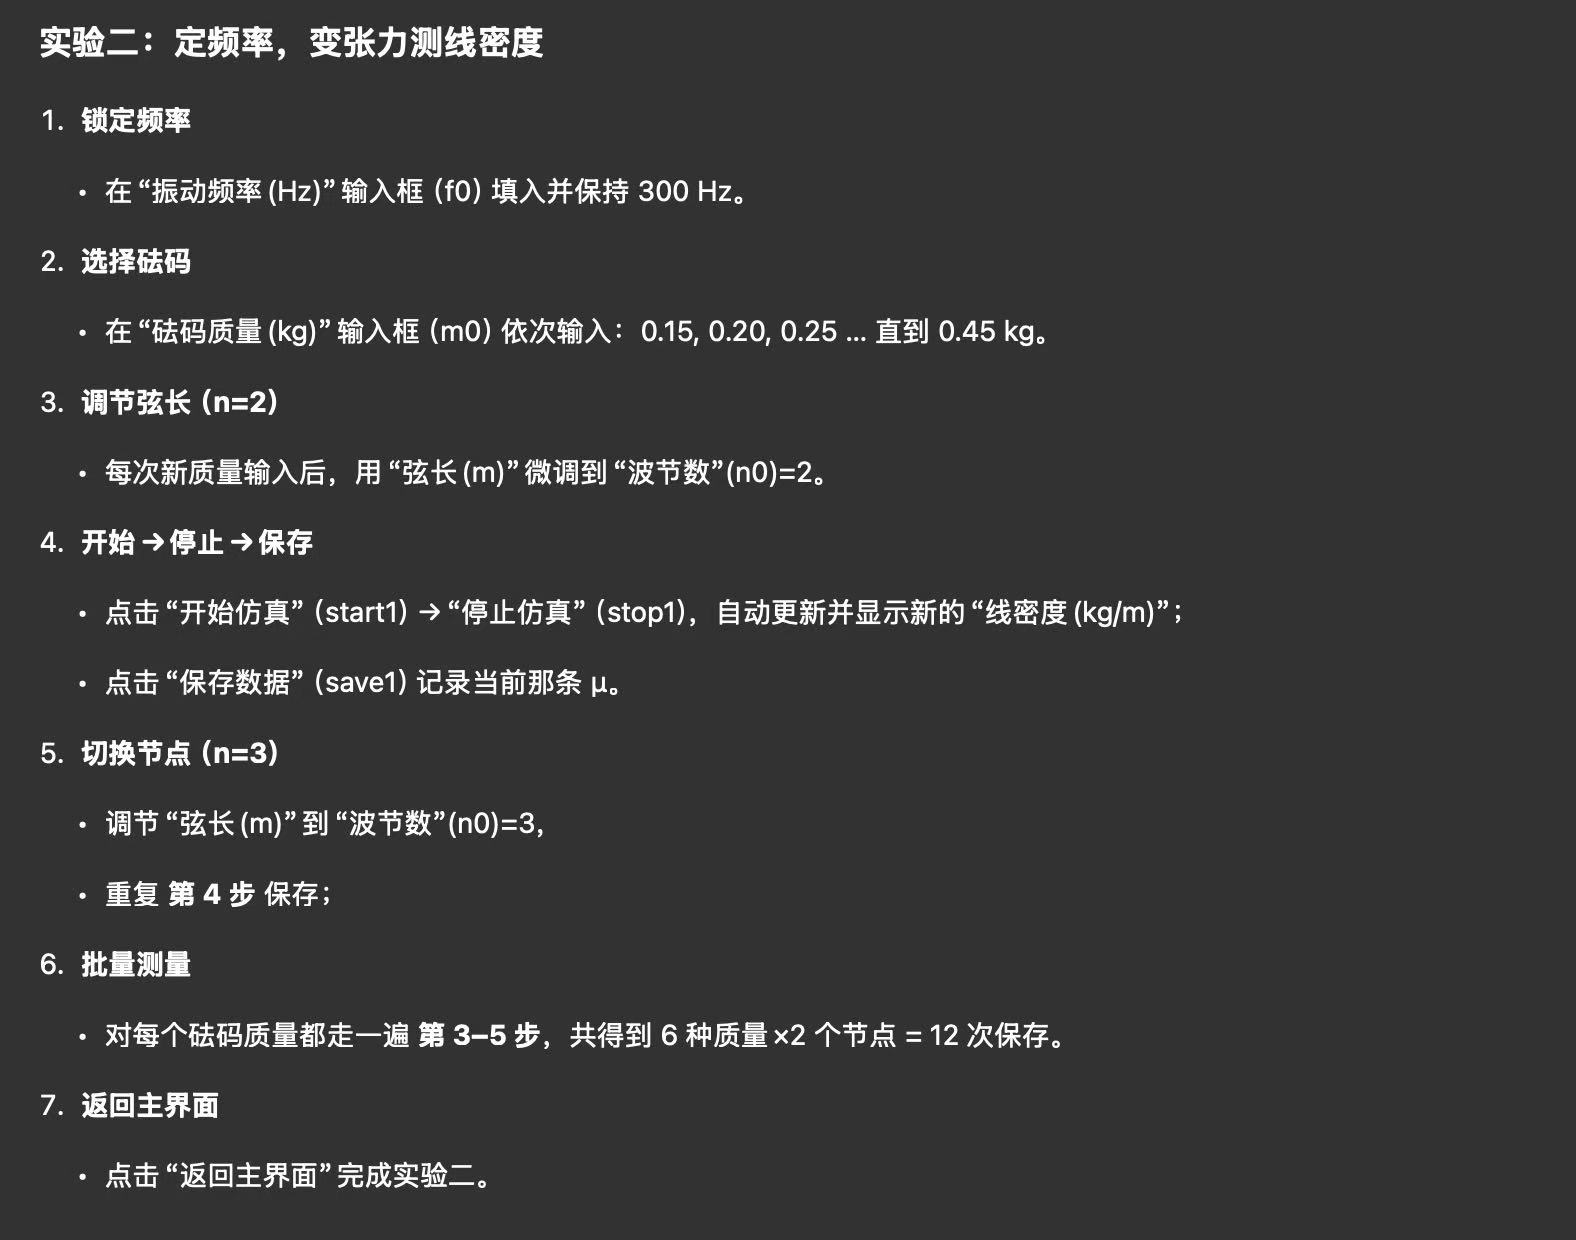 实验二：定频率，变张力测线密度
1. 锁定频率
• 在“振动频率(Hz)”输入框（f0）填入并保持 300 Hz。
2. 选择砝码
• 在“砝码质量(kg)”输入框（m0）依次输入：0.15, 0.20, 0.25 … 直到 0.45 kg。
3. 调节弦长（n=2）
• 每次新质量输入后，用“弦长(m)”微调到“波节数”(n0)=2。
4. 开始→停止→保存
• 点击“开始仿真”（start1）→“停止仿真”（stop1），自动更新并显示新的“线密度(kg/m)”；
• 点击“保存数据”（save1）记录当前那条 μ。
5. 切换节点（n=3）
• 调节“弦长(m)”到“波节数”(n0)=3，
• 重复 第 4 步 保存；
6. 批量测量
• 对每个砝码质量都走一遍 第 3–5 步，共得到 6 种质量×2 个节点 = 12 次保存。
7. 返回主界面
• 点击“返回主界面”完成实验二。